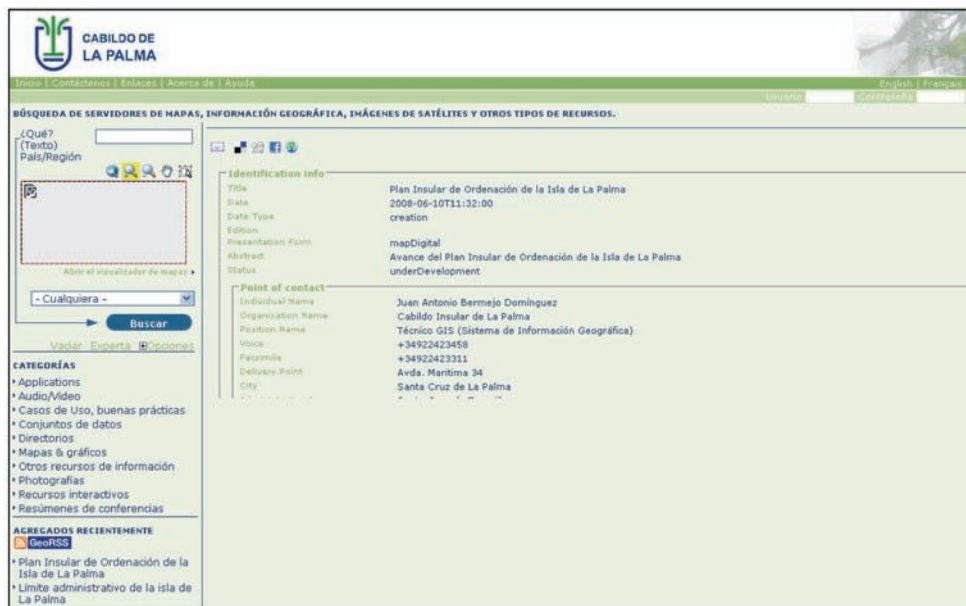 CABILDO DE
LA PALMA
Inicio | Contáctenos | Enlaces | Acerca de | Ayuda
English | Français
Usuario
Contraseña
BÚSQUEDA DE SERVIDORES DE MAPAS, INFORMACIÓN GEOGRÁFICA, IMÁGENES DE SATÉLITES Y OTROS TIPOS DE RECURSOS.
¿Qué?
(Texto)
País/Región
Abrir el visualizador de mapas
- Cualquiera -
Buscar
Vaciar Experta Opciones
CATEGORÍAS
Applications
Audio/Video
Casos de Uso, buenas prácticas
Conjuntos de datos
Directorios
Mapas & gráficos
Otros recursos de información
Photografías
Recursos interactivos
Resúmenes de conferencias
AGREGADOS RECIENTEMENTE
GeoRSS
Plan Insular de Ordenación de la
Isla de La Palma
Límite administrativo de la isla de
La Palma
Identification info
Title Plan Insular de Ordenación de la Isla de La Palma
Date 2008-06-10T11:32:00
Date Type creation
Edition
Presentation Form mapDigital
Abstract Avance del Plan Insular de Ordenación de la Isla de La Palma
Status underDevelopment
Point of contact
Individual Name Juan Antonio Bermejo Domínguez
Organisation Name Cabildo Insular de La Palma
Position Name Técnico GIS (Sistema de Información Geográfica)
Voice +34922423458
Facsimile +34922423311
Delivery Point Avda. Maritima 34
City Santa Cruz de La Palma